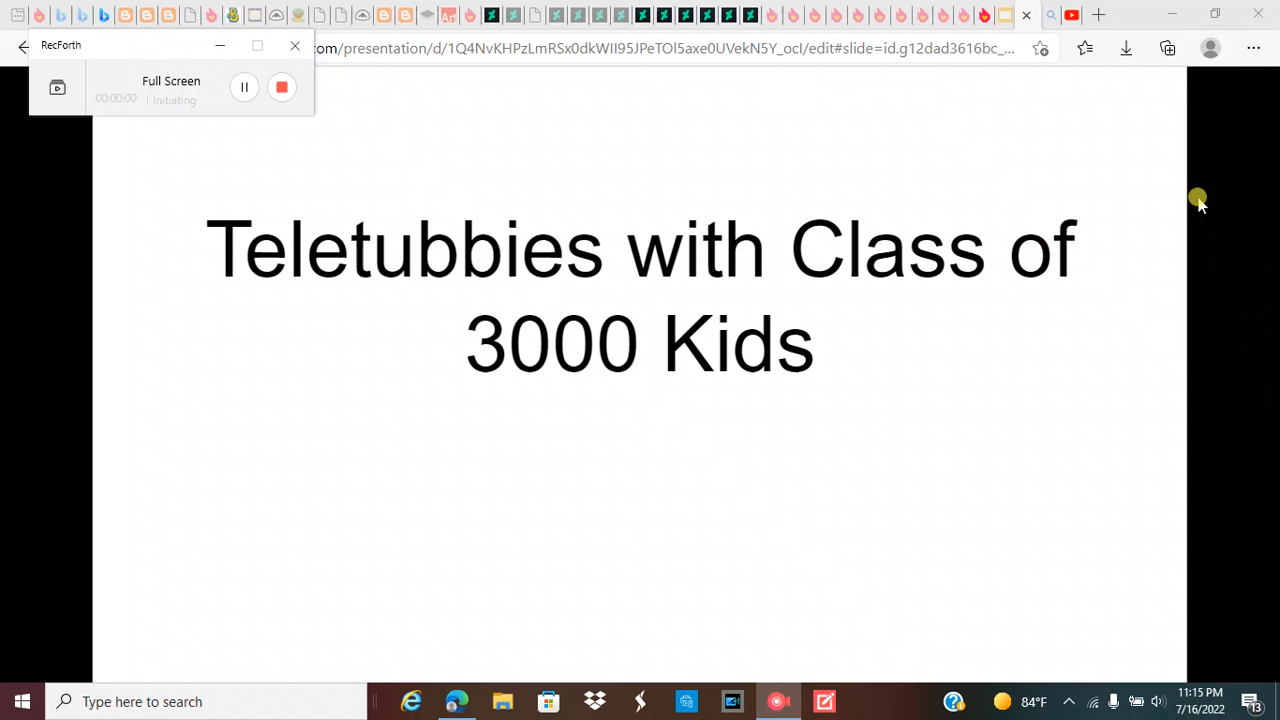 RecForth
Full Screen
00:00:00
Initiating
.com/presentation/d/1Q4NvKHPzLmRSx0dkWlI95JPeTOl5axe0UVekN5Y_ocI/edit#slide=id.g12dad3616bc_...
Teletubbies with Class of
3000 Kids
Type here to search
84°F
11:15 PM
7/16/2022
13